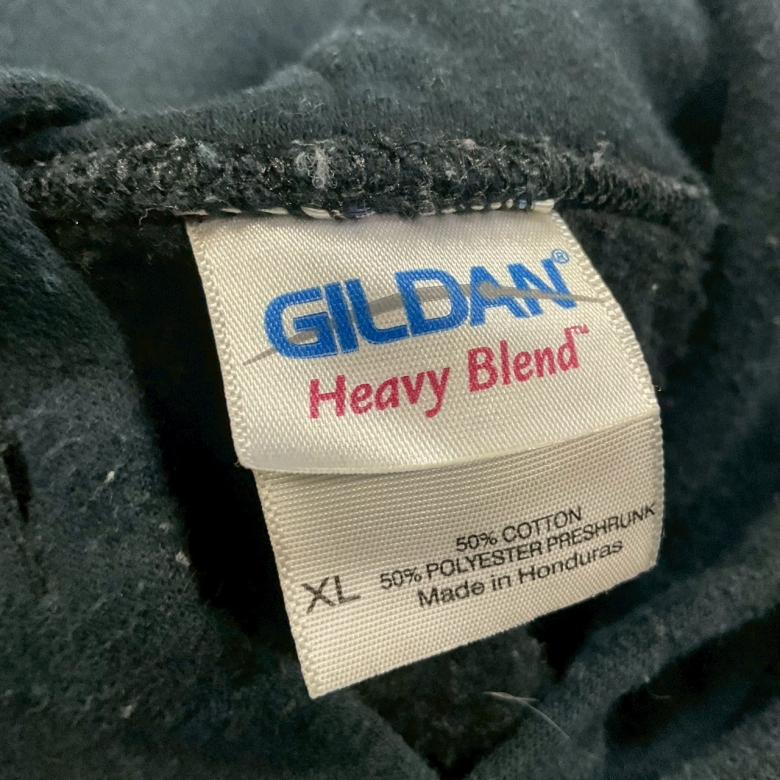 GILDAN®
Heavy Blend™
50% COTTON
XL 50% POLYESTER PRESHRUNK
Made in Honduras